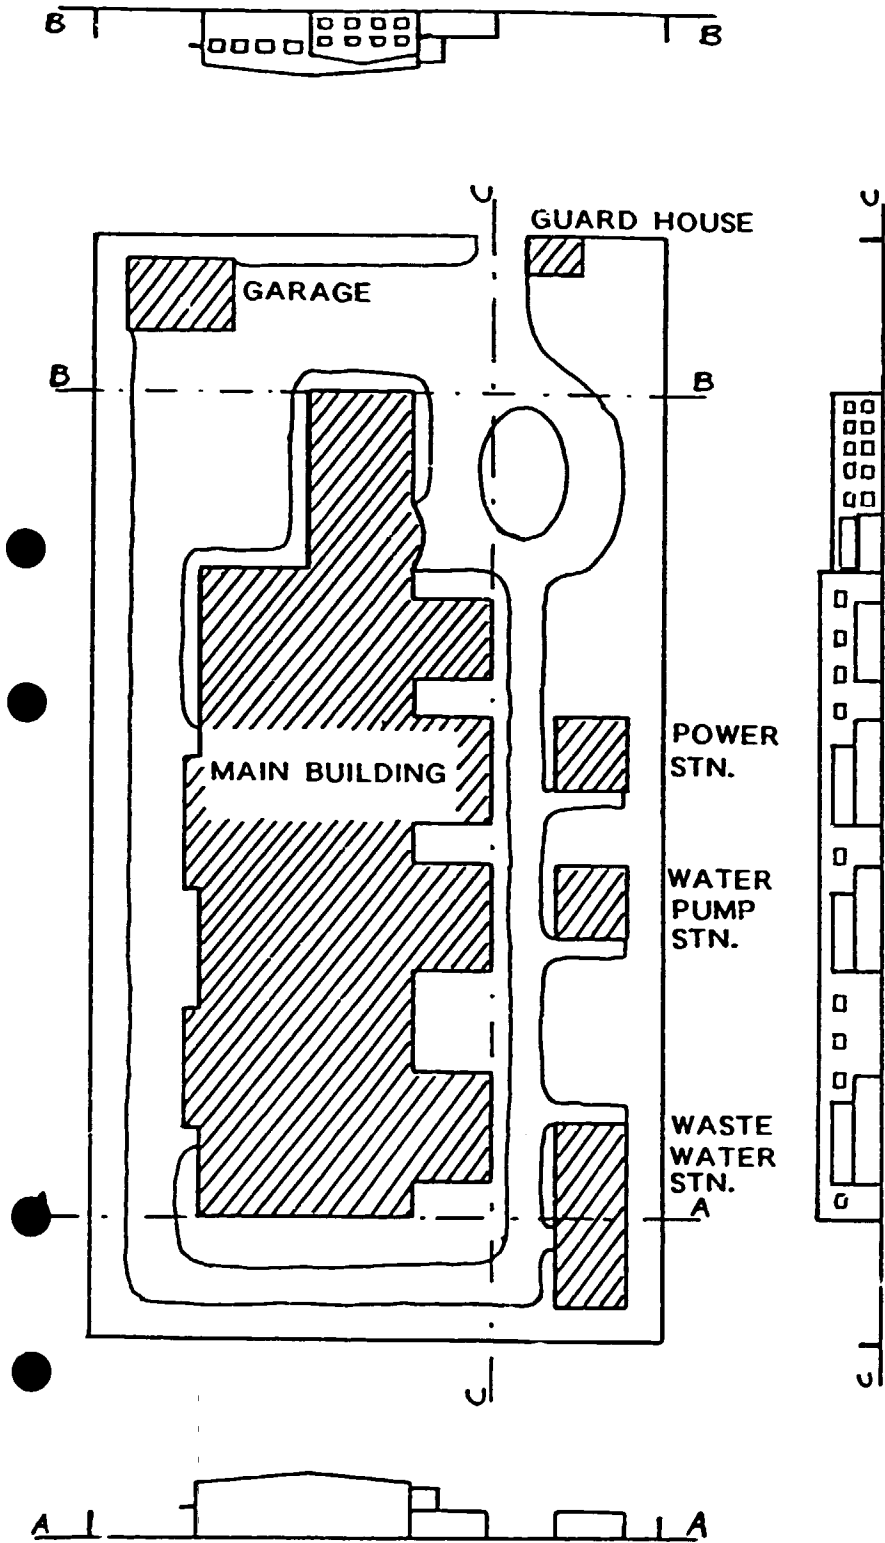 B B
C C
GUARD HOUSE
GARAGE
B B
POWER
STN.
MAIN BUILDING
WATER
PUMP
STN.
WASTE
WATER
STN.
A
C C
A A